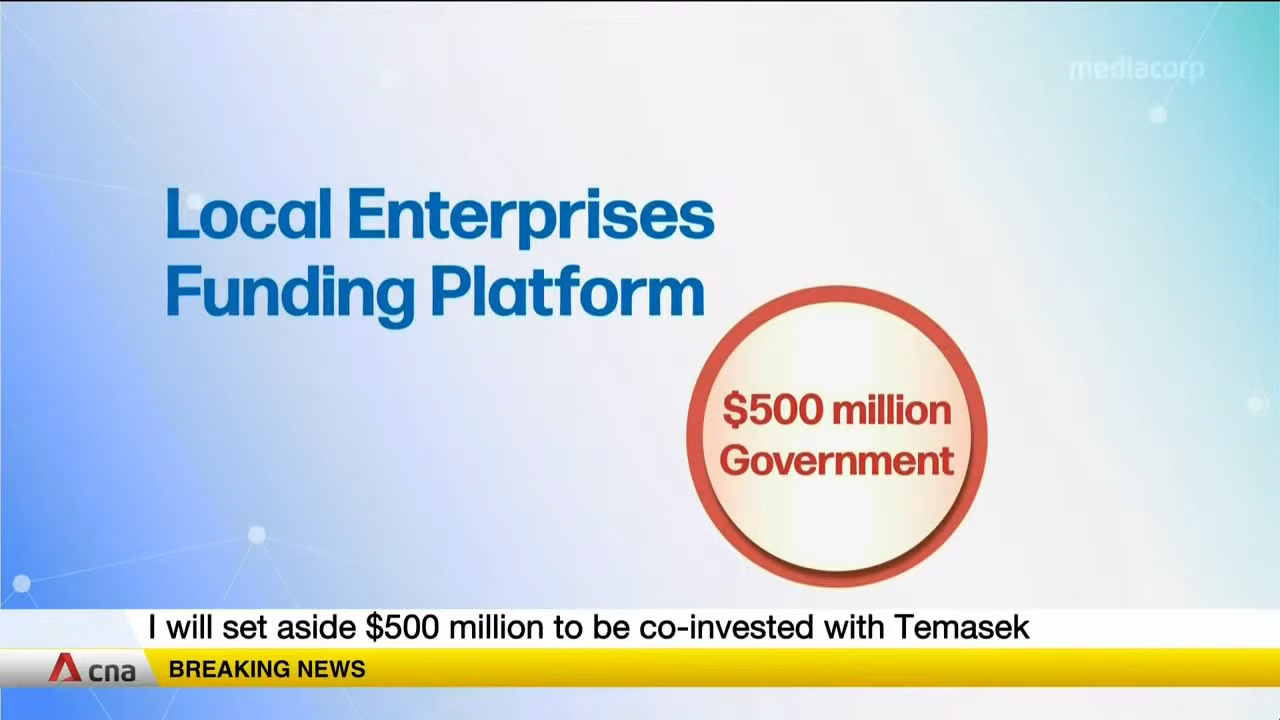 mediacorp
Local Enterprises
Funding Platform
$500 million
Government
I will set aside $500 million to be co-invested with Temasek
cna
BREAKING NEWS